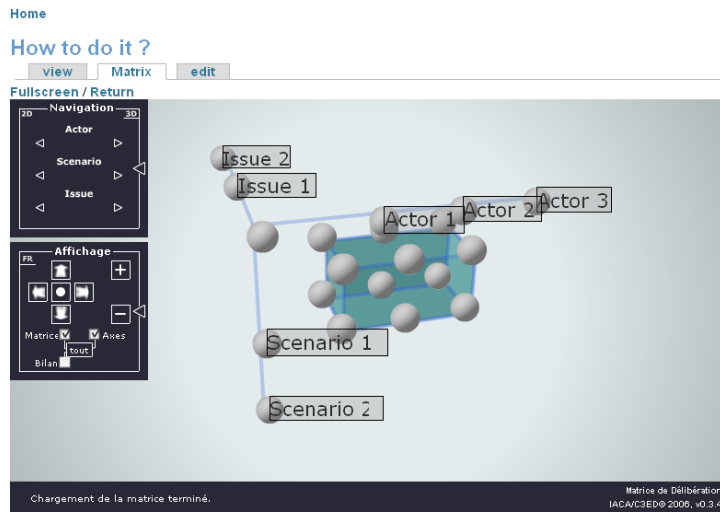 Home
How to do it ?
view Matrix edit
Fullscreen / Return
Navigation
2D 3D
Actor
Scenario
Issue
Affichage
FR
Matrice Axes
tout
Bilan
Issue 2
Issue 1
Actor 1 Actor 2 Actor 3
Scenario 1
Scenario 2
Chargement de la matrice terminé.
Matrice de Délibération
IACA/C3ED® 2006, v0.3.4